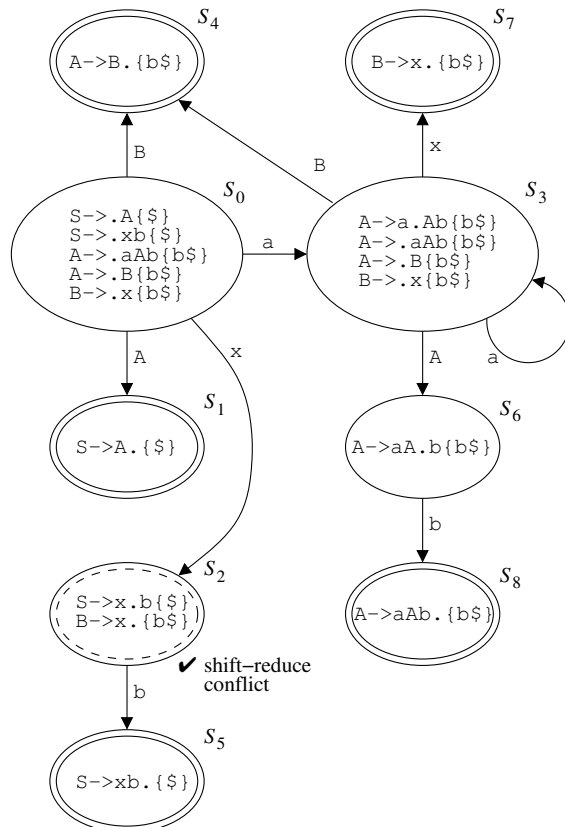 S4
S7
A->B.{b$}
B->x.{b$}
B
B
x
S0
S3
S->.A{$}
S->.xb{$}
A->.aAb{b$}
A->.B{b$}
B->.x{b$}
a
A->a.Ab{b$}
A->.aAb{b$}
A->.B{b$}
B->.x{b$}
A
x
A
a
S1
S6
S->A.{$}
A->aA.b{b$}
b
S2
S8
S->x.b{$}
B->x.{b$}
A->aAb.{b$}
✔ shift-reduce
conflict
b
S5
S->xb.{$}